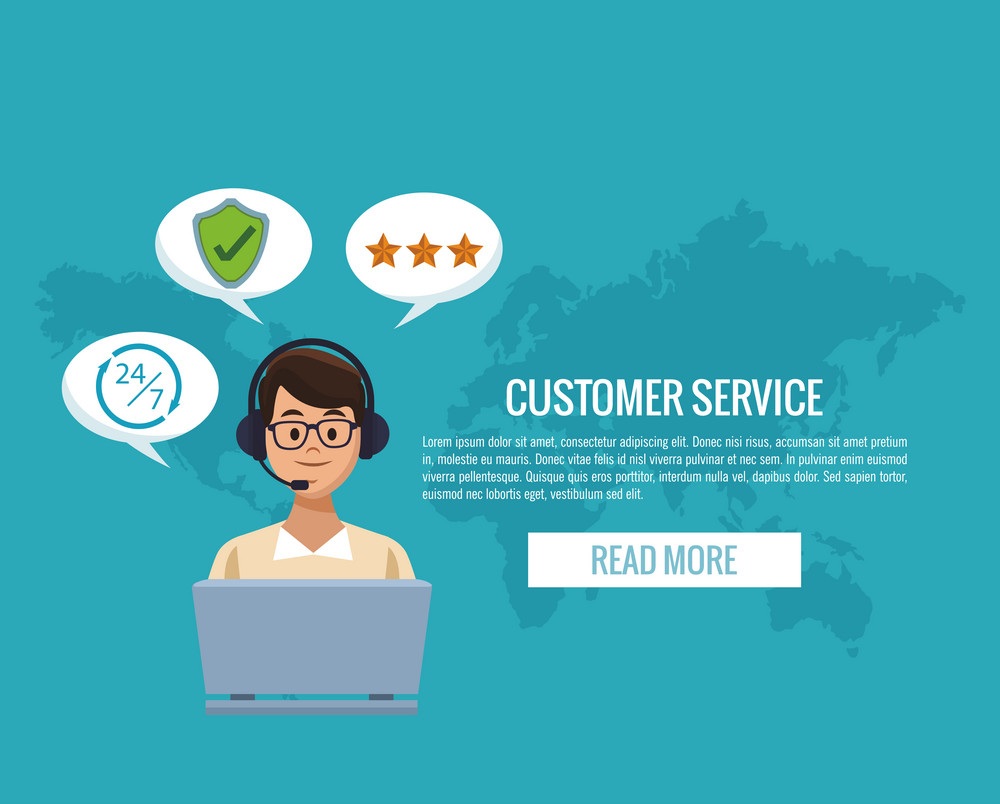 24/7
CUSTOMER SERVICE
Lorem ipsum dolor sit amet, consectetur adipiscing elit. Donec nisi risus, accumsan sit amet pretium
in, molestie eu mauris. Donec vitae felis id velit laoreet pretium et nec sem. In pulvinar enim euismod
viverra pellentesque. Quisque quis eros porttitor, interdum nulla vel, dapibus dolor. Sed sapien tortor,
euismod nec lobortis eget, vestibulum sed elit.
READ MORE